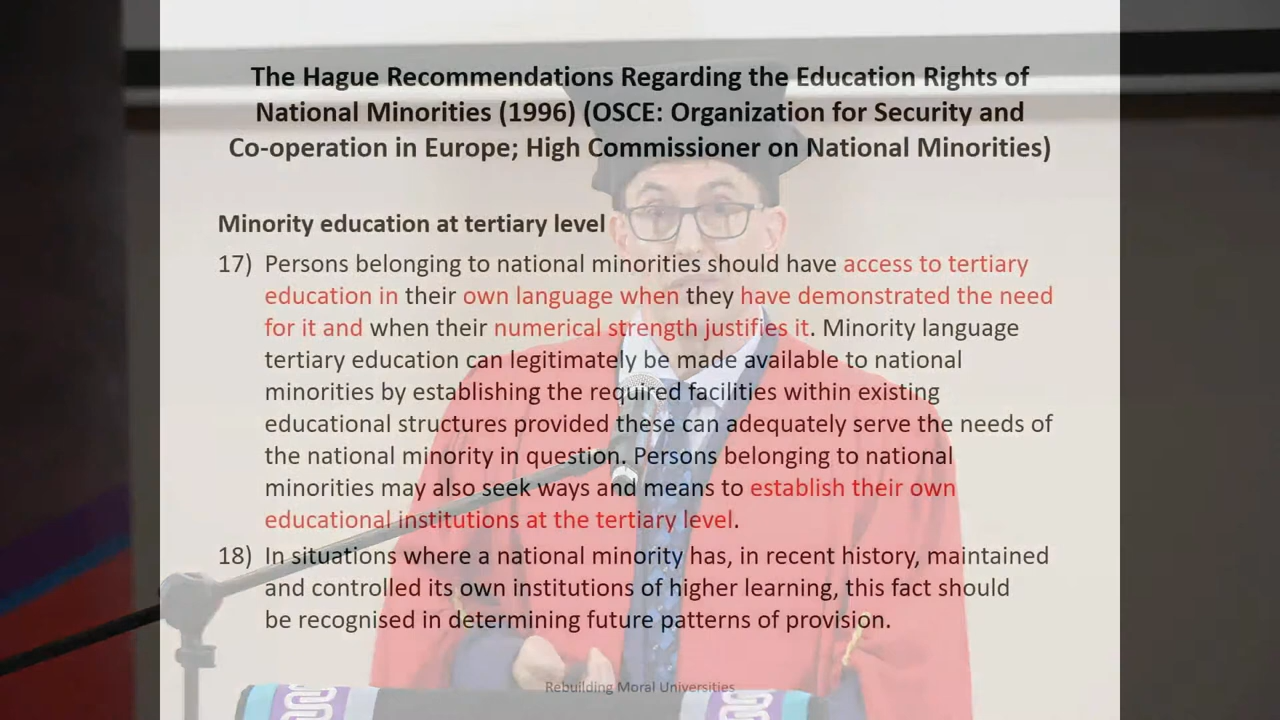 The Hague Recommendations Regarding the Education Rights of
National Minorities (1996) (OSCE: Organization for Security and
Co-operation in Europe; High Commissioner on National Minorities)
Minority education at tertiary level
17) Persons belonging to national minorities should have access to tertiary
education in their own language when they have demonstrated the need
for it and when their numerical strength justifies it. Minority language
tertiary education can legitimately be made available to national
minorities by establishing the required facilities within existing
educational structures provided these can adequately serve the needs of
the national minority in question. Persons belonging to national
minorities may also seek ways and means to establish their own
educational institutions at the tertiary level.
18) In situations where a national minority has, in recent history, maintained
and controlled its own institutions of higher learning, this fact should
be recognised in determining future patterns of provision.
Rebuilding Moral Universities